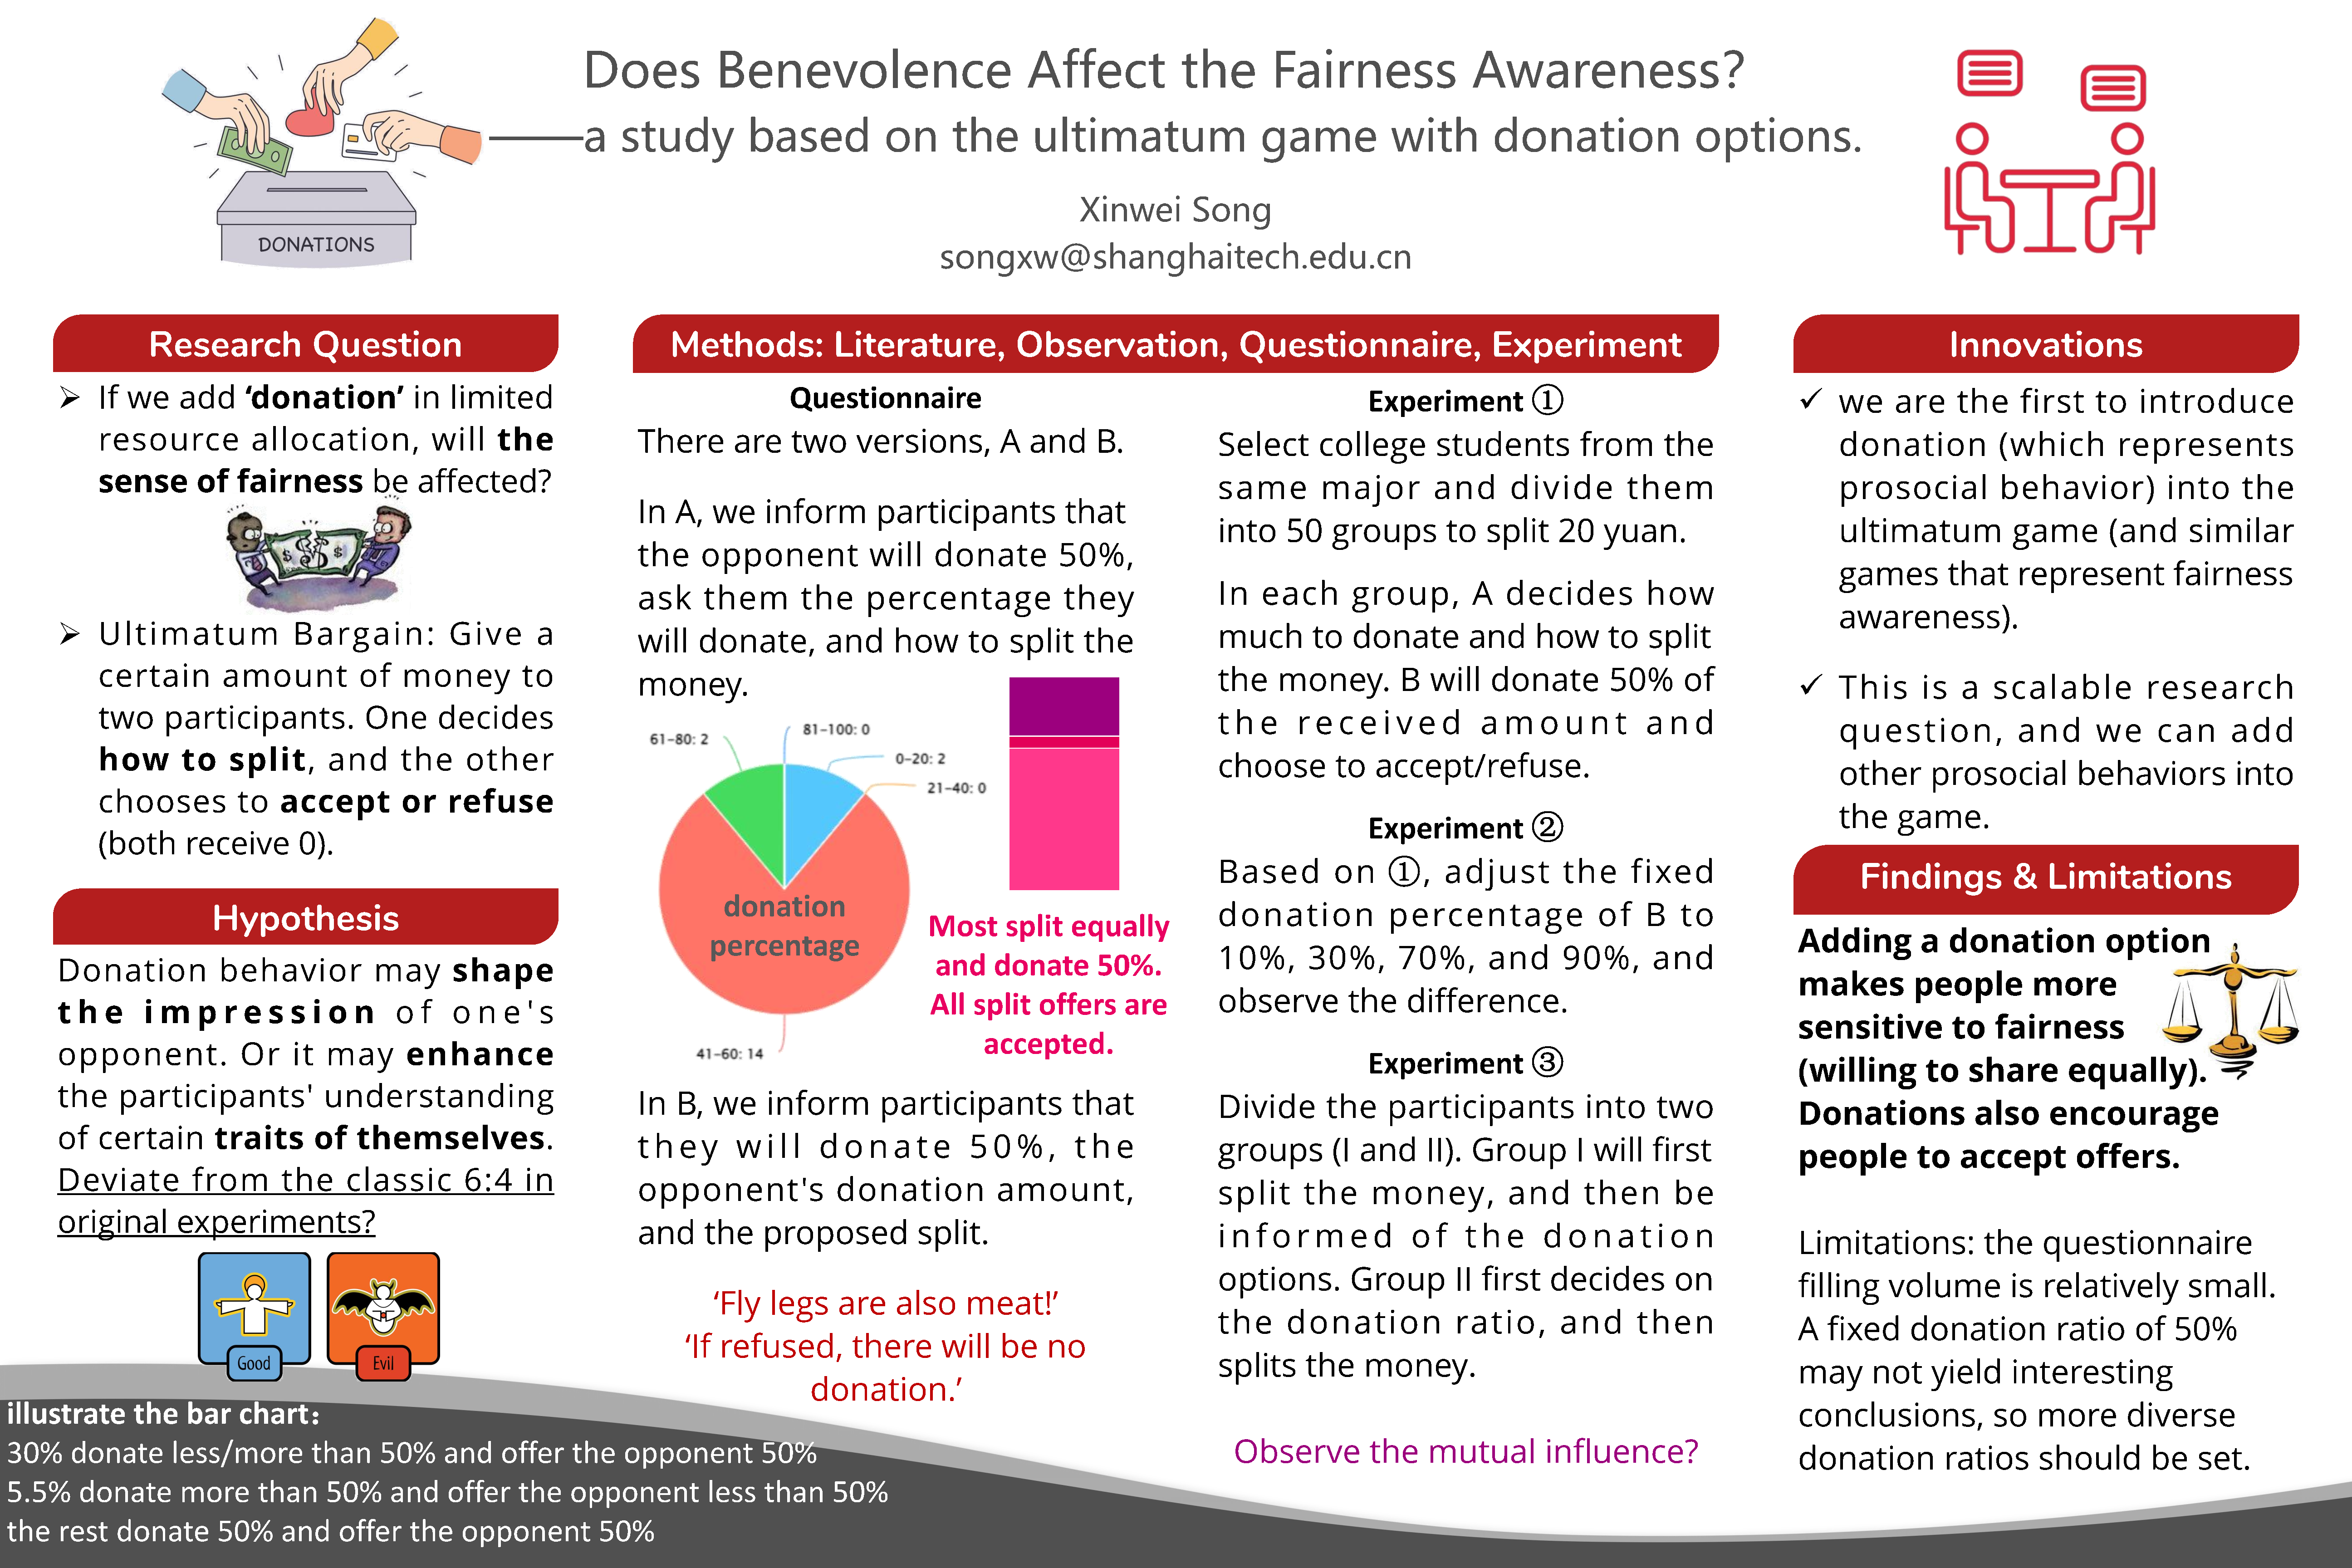 Does Benevolence Affect the Fairness Awareness?
——a study based on the ultimatum game with donation options.
Xinwei Song
songxw@shanghaitech.edu.cn
DONATIONS
Research Question
➢ If we add ‘donation’ in limited
resource allocation, will the
sense of fairness be affected?
➢ Ultimatum Bargain: Give a
certain amount of money to
two participants. One decides
how to split, and the other
chooses to accept or refuse
(both receive 0).
Hypothesis
Donation behavior may shape
the impression of one's
opponent. Or it may enhance
the participants' understanding
of certain traits of themselves.
Deviate from the classic 6:4 in
original experiments?
Good
Evil
illustrate the bar chart:
30% donate less/more than 50% and offer the opponent 50%
5.5% donate more than 50% and offer the opponent less than 50%
the rest donate 50% and offer the opponent 50%
Methods: Literature, Observation, Questionnaire, Experiment
Questionnaire
There are two versions, A and B.
In A, we inform participants that
the opponent will donate 50%,
ask them the percentage they
will donate, and how to split the
money.
81-100: 0
61-80: 2
0-20: 2
21-40: 0
donation
percentage
41-60: 14
Most split equally
and donate 50%.
All split offers are
accepted.
In B, we inform participants that
they will donate 50%, the
opponent's donation amount,
and the proposed split.
‘Fly legs are also meat!’
‘If refused, there will be no
donation.’
Experiment ①
Select college students from the
same major and divide them
into 50 groups to split 20 yuan.
In each group, A decides how
much to donate and how to split
the money. B will donate 50% of
the received amount and
choose to accept/refuse.
Experiment ②
Based on ①, adjust the fixed
donation percentage of B to
10%, 30%, 70%, and 90%, and
observe the difference.
Experiment ③
Divide the participants into two
groups (I and II). Group I will first
split the money, and then be
informed of the donation
options. Group II first decides on
the donation ratio, and then
splits the money.
Observe the mutual influence?
Innovations
✓ we are the first to introduce
donation (which represents
prosocial behavior) into the
ultimatum game (and similar
games that represent fairness
awareness).
✓ This is a scalable research
question, and we can add
other prosocial behaviors into
the game.
Findings & Limitations
Adding a donation option
makes people more
sensitive to fairness
(willing to share equally).
Donations also encourage
people to accept offers.
Limitations: the questionnaire
filling volume is relatively small.
A fixed donation ratio of 50%
may not yield interesting
conclusions, so more diverse
donation ratios should be set.